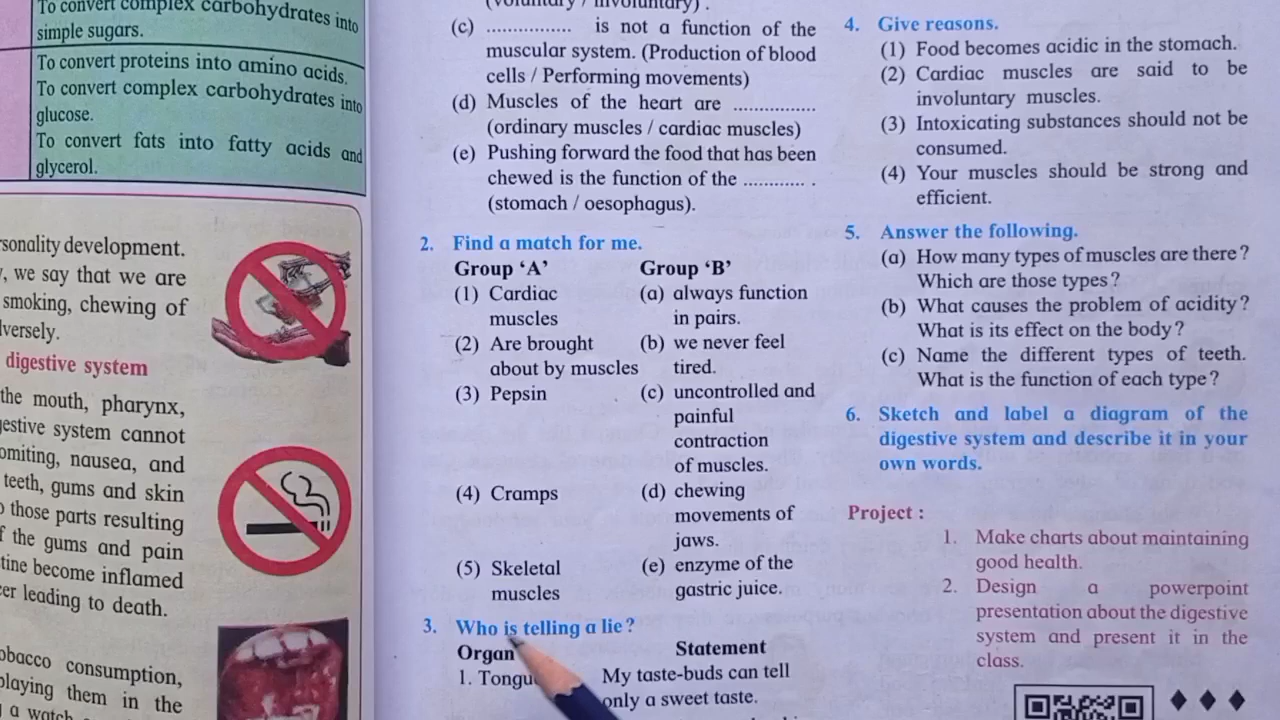 To convert complex carbohydrates into
simple sugars.
To convert proteins into amino acids.
To convert complex carbohydrates into
glucose.
To convert fats into fatty acids and
glycerol.
personality development.
, we say that we are
smoking, chewing of
digestive system
the mouth, pharynx,
digestive system cannot
vomiting, nausea, and
teeth, gums and skin
those parts resulting
the gums and pain
become inflamed
leading to death.
tobacco consumption,
them in the
a watch
(voluntary / involuntary) .
(c) ................ is not a function of the
muscular system. (Production of blood
cells / Performing movements)
(d) Muscles of the heart are ...............
(ordinary muscles / cardiac muscles)
(e) Pushing forward the food that has been
chewed is the function of the ............ .
(stomach / oesophagus).
2. Find a match for me.
Group ‘A’ Group ‘B’
(1) Cardiac (a) always function
muscles in pairs.
(2) Are brought (b) we never feel
about by muscles tired.
(3) Pepsin (c) uncontrolled and
painful
contraction
of muscles.
(4) Cramps (d) chewing
movements of
jaws.
(5) Skeletal (e) enzyme of the
muscles gastric juice.
3. Who is telling a lie ?
Organ Statement
1. Tongue My taste-buds can tell
only a sweet taste.
4. Give reasons.
(1) Food becomes acidic in the stomach.
(2) Cardiac muscles are said to be
involuntary muscles.
(3) Intoxicating substances should not be
consumed.
(4) Your muscles should be strong and
efficient.
5. Answer the following.
(a) How many types of muscles are there ?
Which are those types ?
(b) What causes the problem of acidity ?
What is its effect on the body ?
(c) Name the different types of teeth.
What is the function of each type ?
6. Sketch and label a diagram of the
digestive system and describe it in your
own words.
Project :
1. Make charts about maintaining
good health.
2. Design a powerpoint
presentation about the digestive
system and present it in the
class.